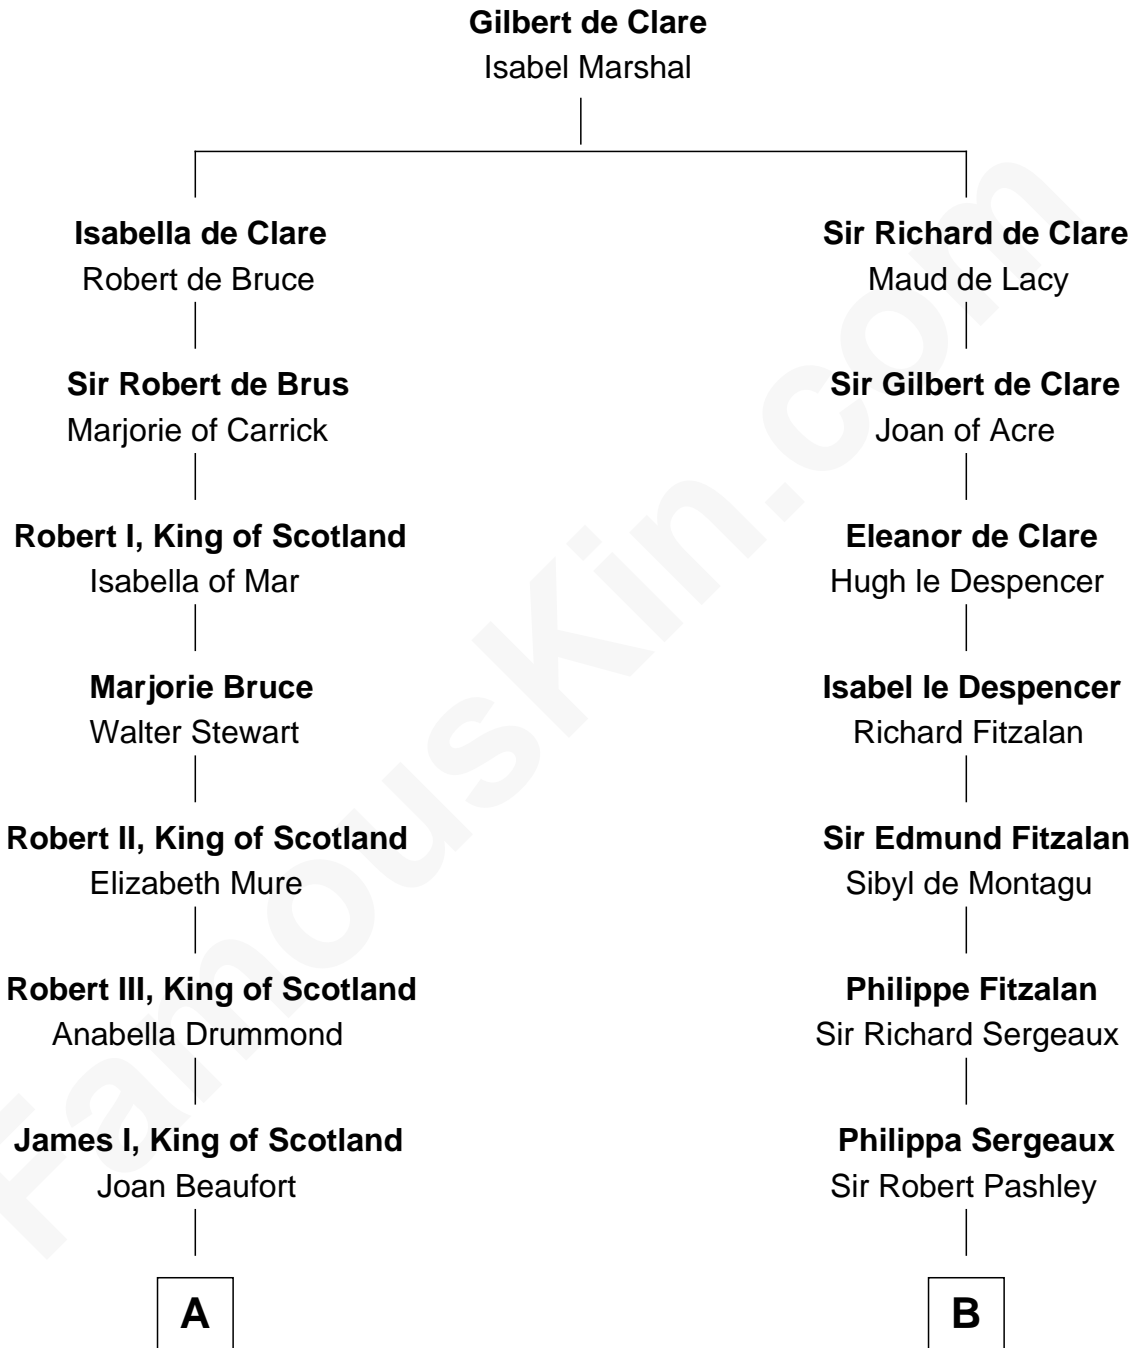 Gilbert de Clare
Isabel Marshal
Isabella de Clare
Robert de Bruce
Sir Richard de Clare
Maud de Lacy
Sir Robert de Brus
Marjorie of Carrick
Sir Gilbert de Clare
Joan of Acre
Robert I, King of Scotland
Isabella of Mar
Eleanor de Clare
Hugh le Despencer
Marjorie Bruce
Walter Stewart
Isabel le Despencer
Richard Fitzalan
Robert II, King of Scotland
Elizabeth Mure
Sir Edmund Fitzalan
Sibyl de Montagu
Robert III, King of Scotland
Anabella Drummond
Philippe Fitzalan
Sir Richard Sergeaux
James I, King of Scotland
Joan Beaufort
Philippa Sergeaux
Sir Robert Pashley
A
B
FamousKin.com